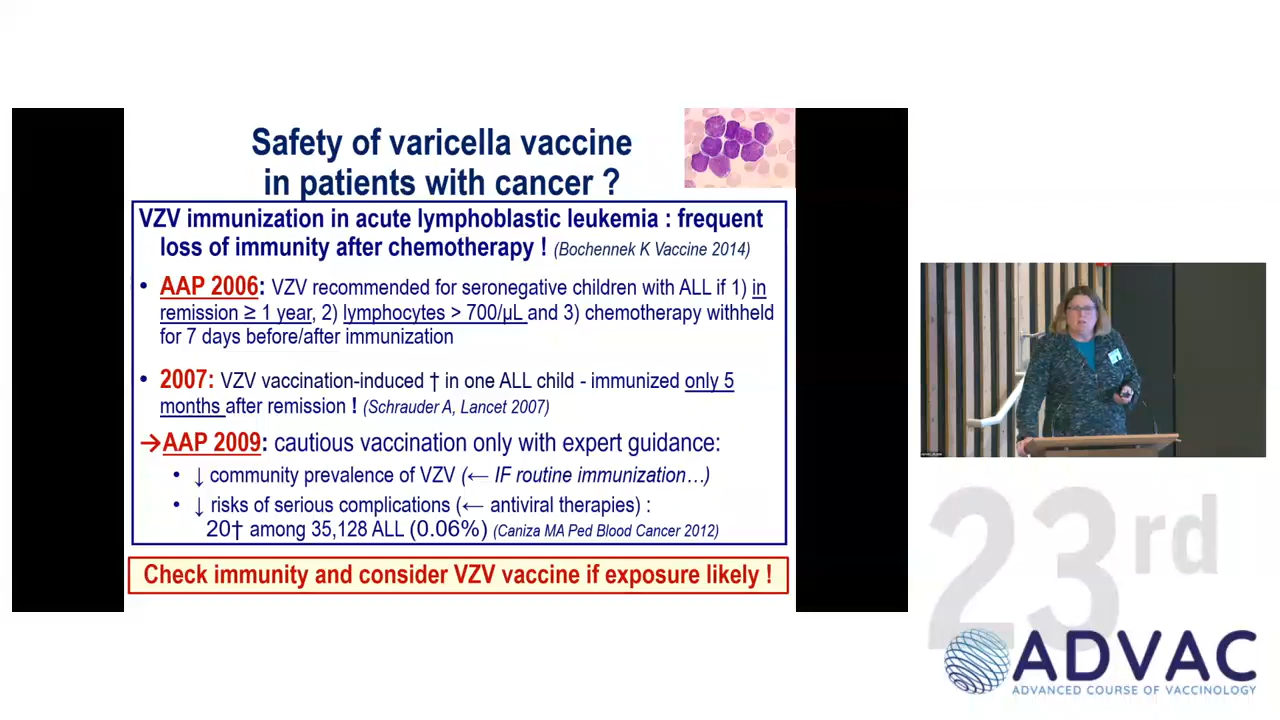 Safety of varicella vaccine
in patients with cancer ?
VZV immunization in acute lymphoblastic leukemia : frequent
loss of immunity after chemotherapy ! (Bochennek K Vaccine 2014)
• AAP 2006: VZV recommended for seronegative children with ALL if 1) in
remission ≥ 1 year, 2) lymphocytes > 700/µL and 3) chemotherapy withheld
for 7 days before/after immunization
• 2007: VZV vaccination-induced † in one ALL child - immunized only 5
months after remission ! (Schrauder A, Lancet 2007)
→AAP 2009: cautious vaccination only with expert guidance:
• ↓ community prevalence of VZV (← IF routine immunization…)
• ↓ risks of serious complications (← antiviral therapies) :
20† among 35,128 ALL (0.06%) (Caniza MA Ped Blood Cancer 2012)
Check immunity and consider VZV vaccine if exposure likely !
23rd
ADVAC
ADVANCED COURSE OF VACCINOLOGY